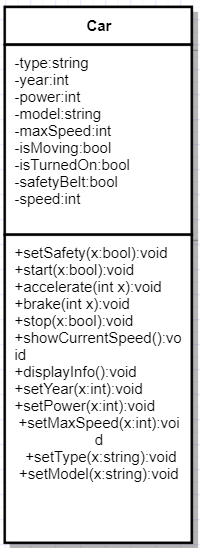 Car
-type:string
-year:int
-power:int
-model:string
-maxSpeed:int
-isMoving:bool
-isTurnedOn:bool
-safetyBelt:bool
-speed:int
+setSafety(x:bool):void
+start(x:bool):void
+accelerate(int x):void
+brake(int x):void
+stop(x:bool):void
+showCurrentSpeed():vo
id
+displayInfo():void
+setYear(x:int):void
+setPower(x:int):void
+setMaxSpeed(x:int):voi
d
+setType(x:string):void
+setModel(x:string):void